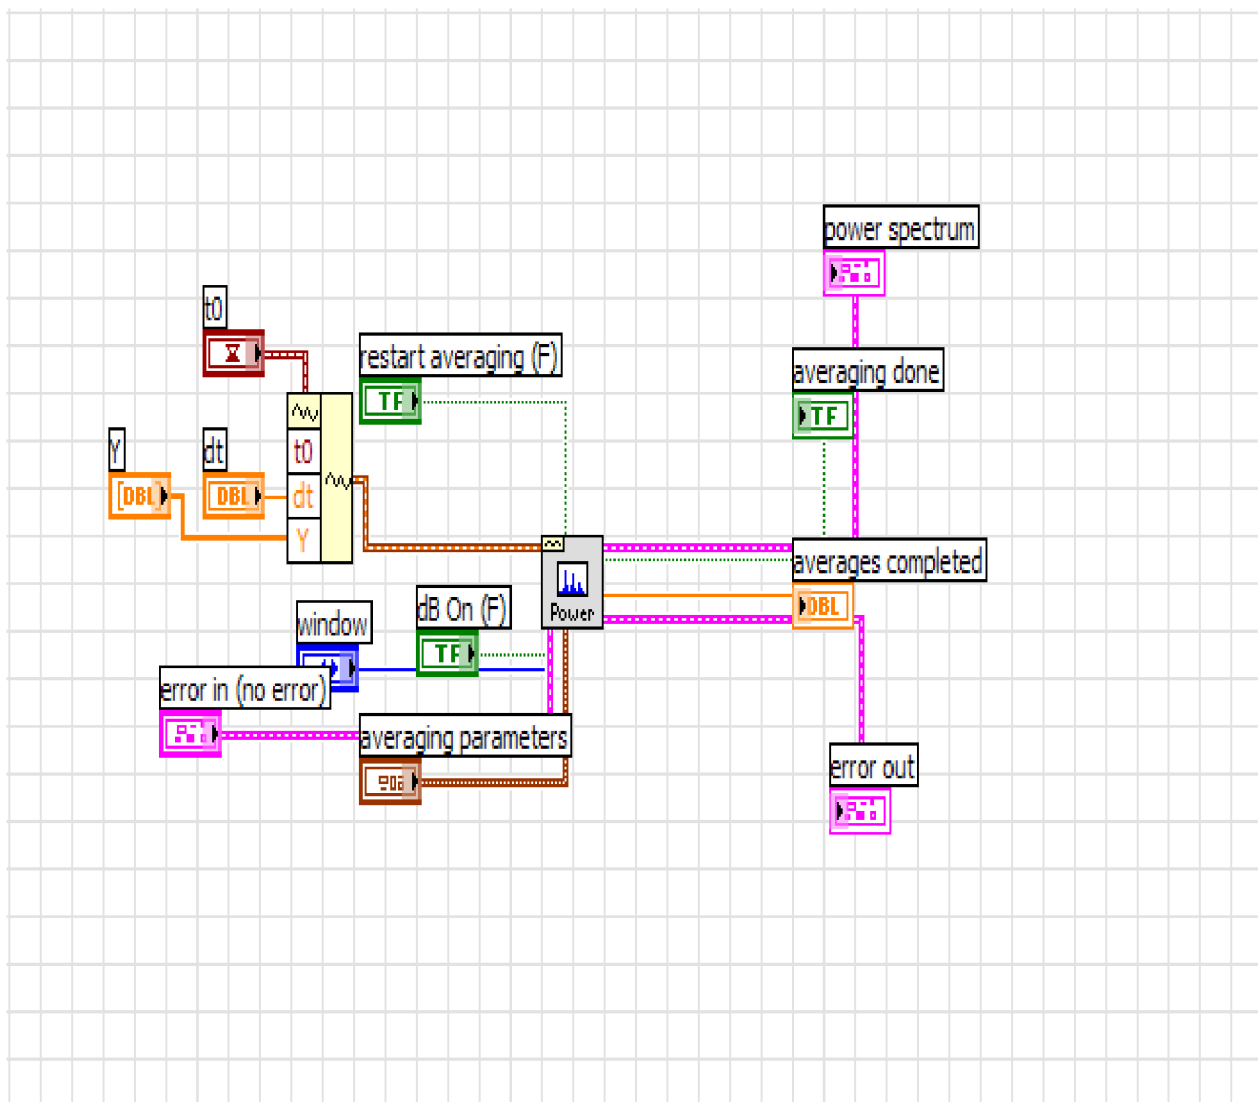 power spectrum
t0
restart averaging (F)
averaging done
TF
TF
Y
dt
t0
[DBL]
DBL
dt
Y
averages completed
DBL
Power
window
dB On (F)
TF
error in (no error)
averaging parameters
error out